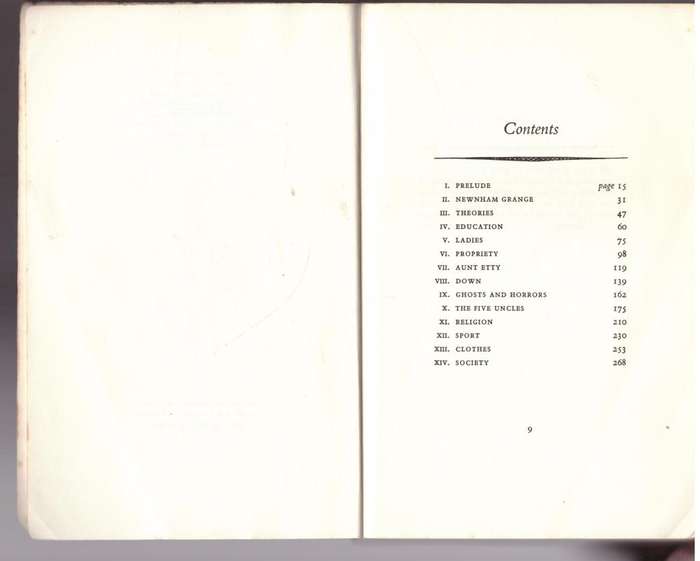 Contents
I. PRELUDE page 15
II. NEWNHAM GRANGE 31
III. THEORIES 47
IV. EDUCATION 60
V. LADIES 75
VI. PROPRIETY 98
VII. AUNT ETTY 119
VIII. DOWN 139
IX. GHOSTS AND HORRORS 162
X. THE FIVE UNCLES 175
XI. RELIGION 210
XII. SPORT 230
XIII. CLOTHES 253
XIV. SOCIETY 268
9